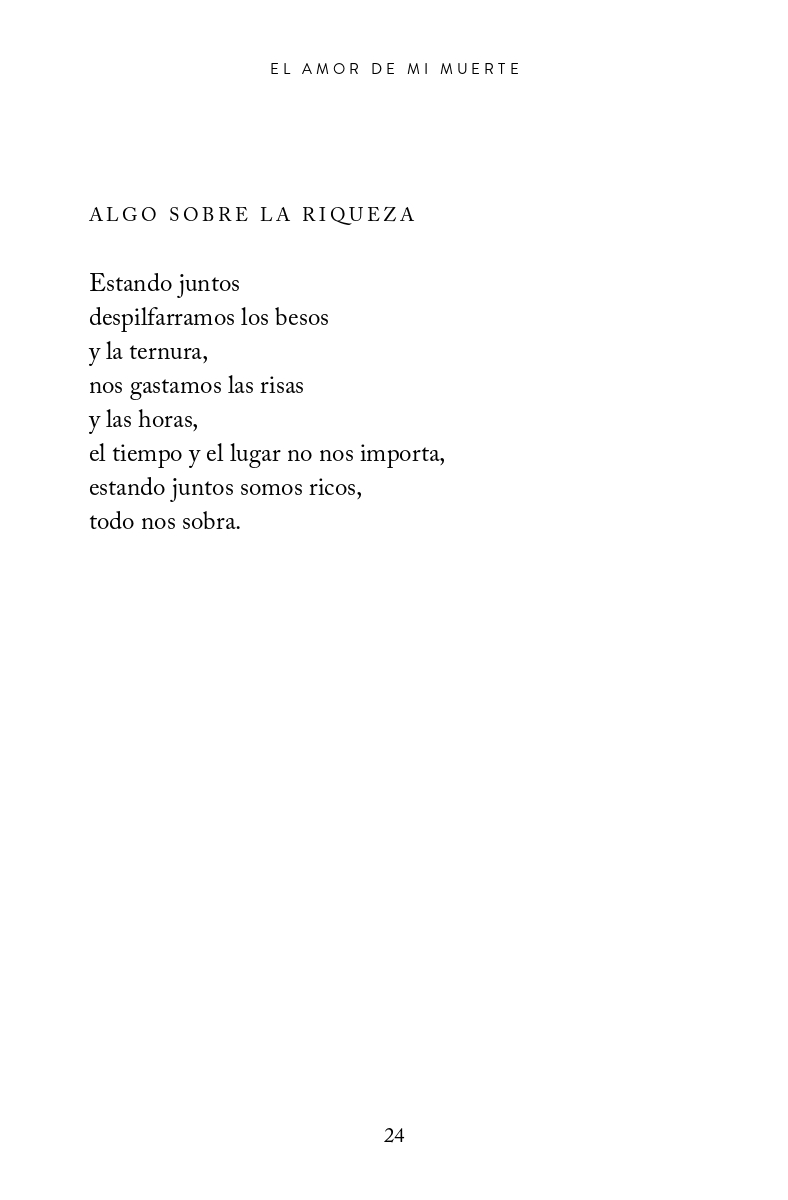 EL AMOR DE MI MUERTE
ALGO SOBRE LA RIQUEZA
Estando juntos
despilfarramos los besos
y la ternura,
nos gastamos las risas
y las horas,
el tiempo y el lugar no nos importa,
estando juntos somos ricos,
todo nos sobra.
24